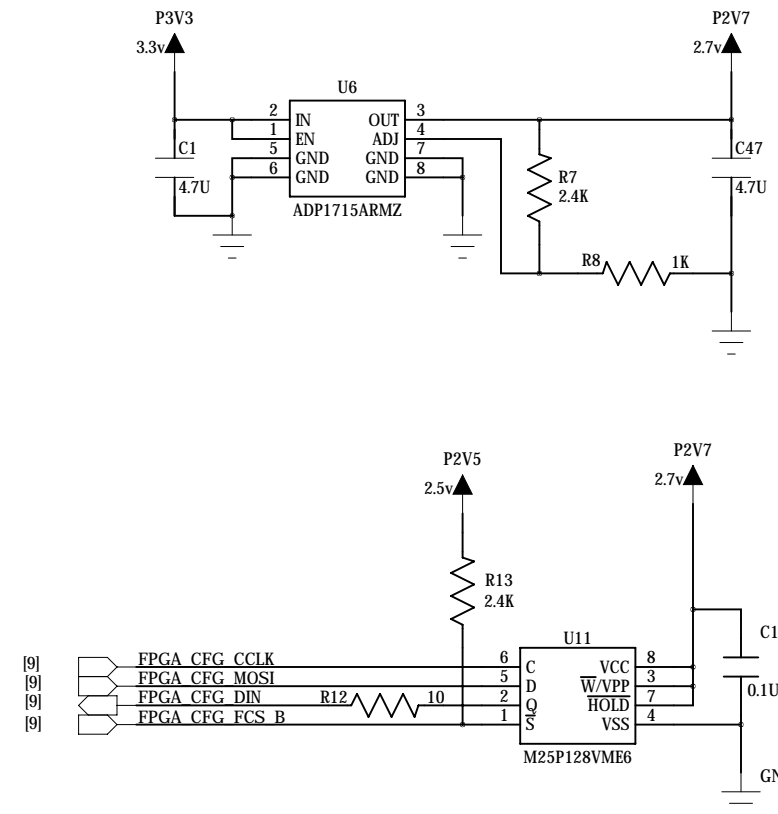 P3V3
3.3v
P2V7
2.7v
U6
2 IN OUT 3
1 EN ADJ 4
5 GND GND 7
6 GND GND 8
ADP1715ARMZ
C1
4.7U
R7
2.4K
C47
4.7U
R8 1K
P2V5
2.5v
P2V7
2.7v
R13
2.4K
U11
C1
0.1U
[9] FPGA_CFG_CCLK 6 C VCC 8
[9] FPGA_CFG_MOSI 5 D W/VPP 3
[9] FPGA_CFG_DIN R12 10 2 Q HOLD 7
[9] FPGA_CFG_FCS_B 1 S VSS 4
M25P128VME6
GN